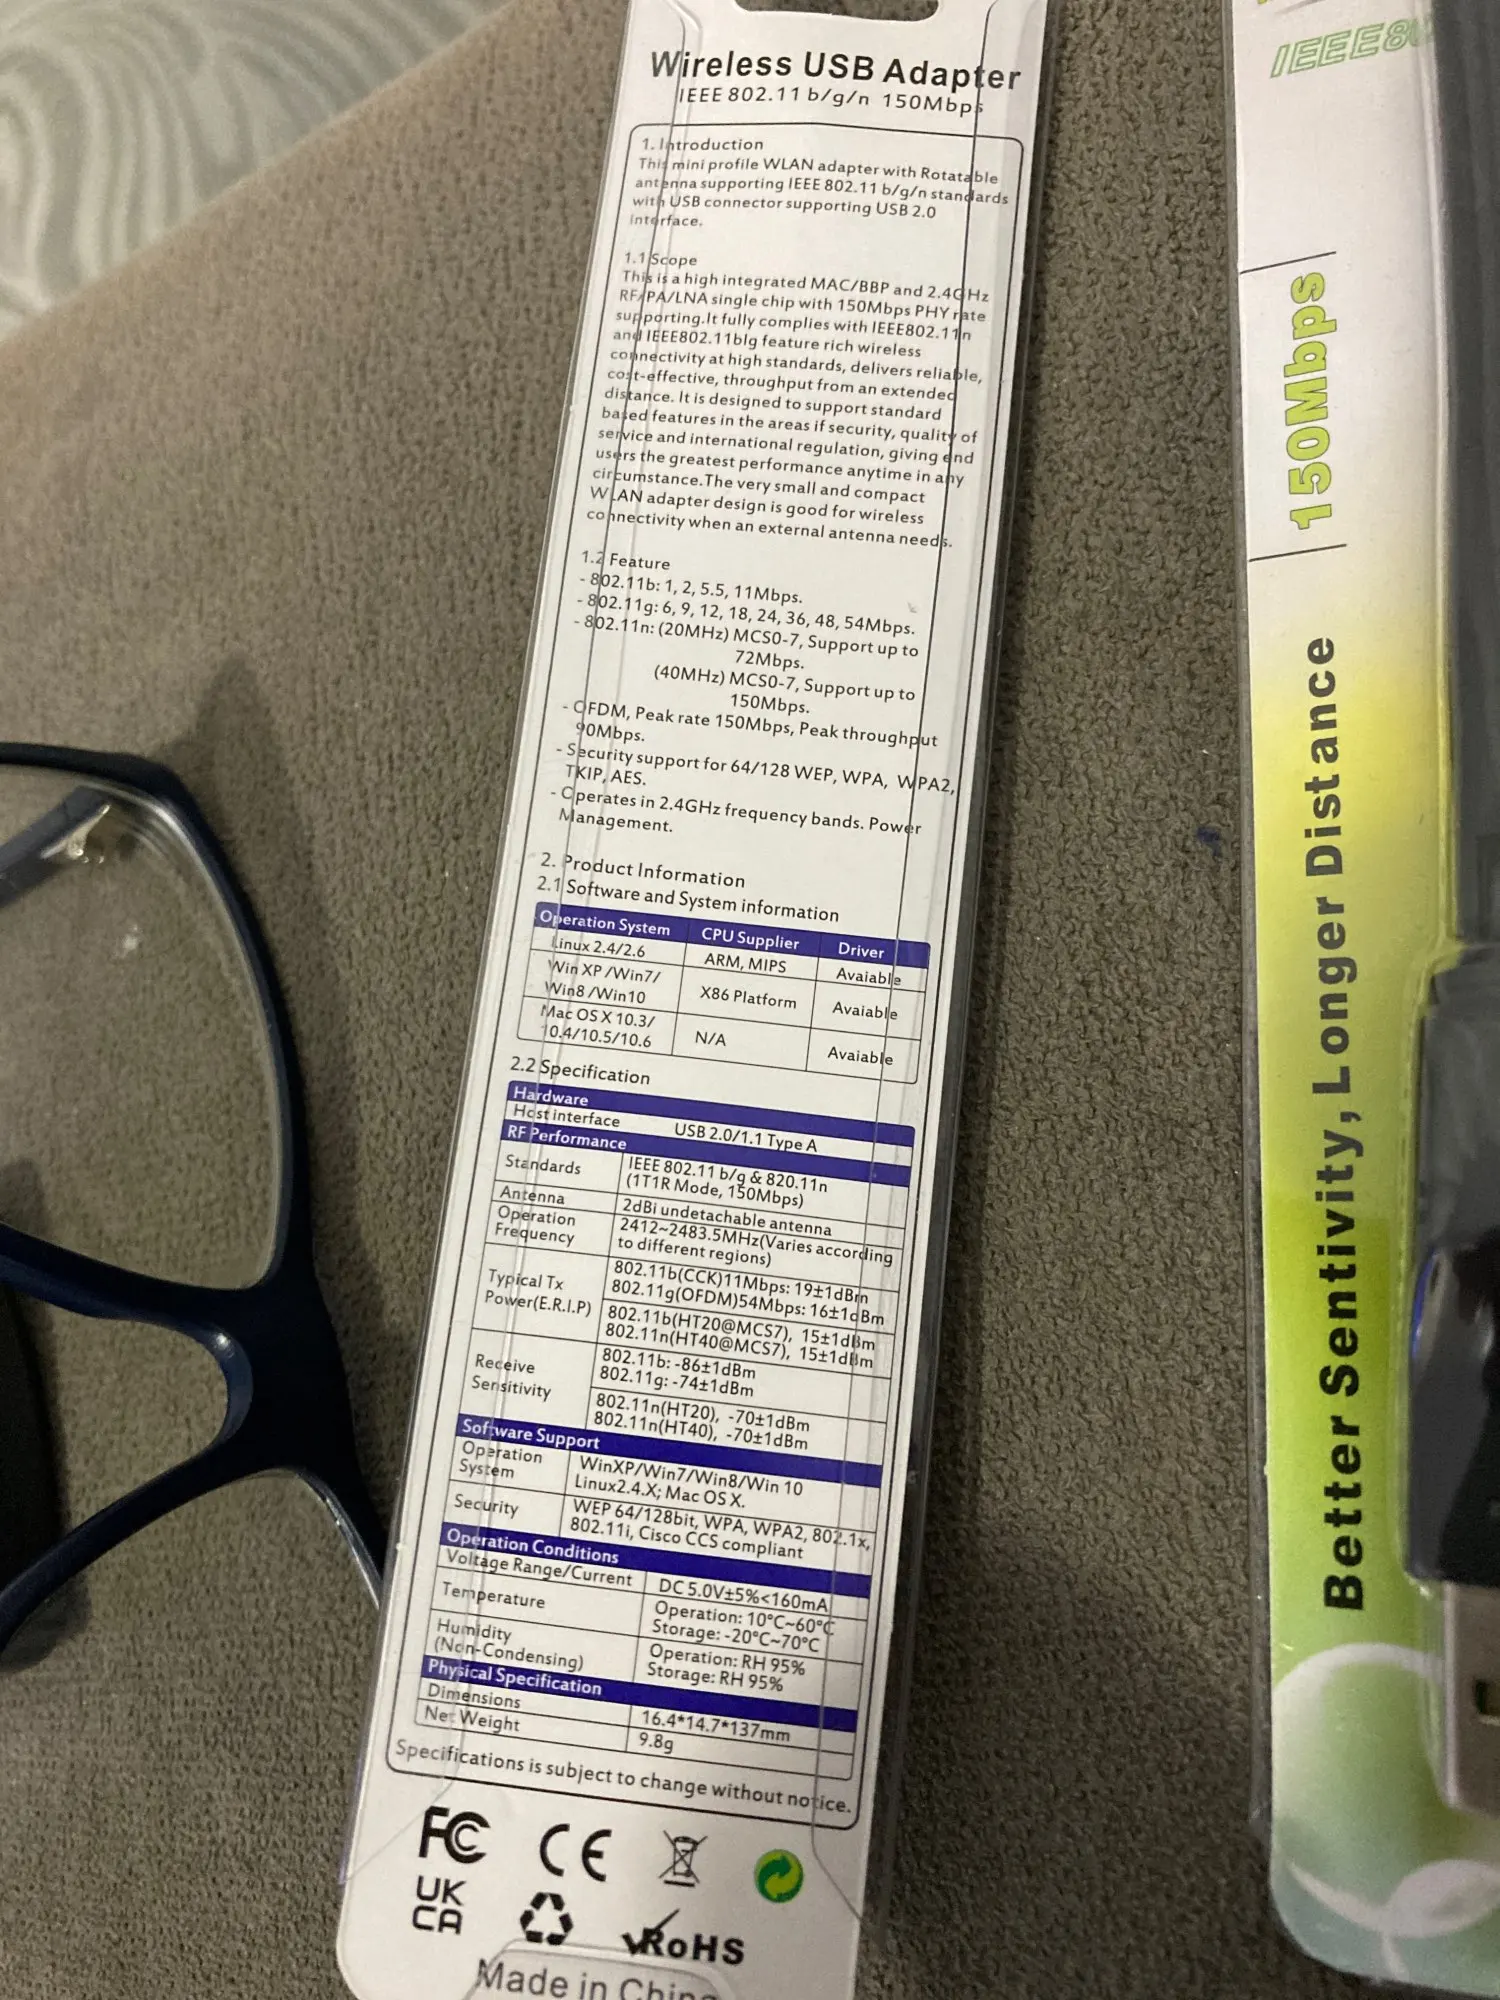 Wireless USB Adapter
IEEE 802.11 b/g/n 150Mbps
1. Introduction
This mini profile WLAN adapter with Rotatable
antenna supporting IEEE 802.11 b/g/n standards
with USB connector supporting USB 2.0
interface.
1.1 Scope
This is a high integrated MAC/BBP and 2.4GHz
RF/PA/LNA single chip with 150Mbps PHY rate
supporting.It fully complies with IEEE802.11n
and IEEE802.11blg feature rich wireless
connectivity at high standards, delivers reliable,
cost-effective, throughput from an extended
distance. It is designed to support standard
based features in the areas if security, quality of
service and international regulation, giving end
users the greatest performance anytime in any
circumstance.The very small and compact
WLAN adapter design is good for wireless
connectivity when an external antenna needs.
1.2 Feature
- 802.11b: 1, 2, 5.5, 11Mbps.
- 802.11g: 6, 9, 12, 18, 24, 36, 48, 54Mbps.
- 802.11n: (20MHz) MCS0-7, Support up to
72Mbps.
(40MHz) MCS0-7, Support up to
150Mbps.
- OFDM, Peak rate 150Mbps, Peak throughput
90Mbps.
- Security support for 64/128 WEP, WPA, WPA2,
TKIP, AES.
- Operates in 2.4GHz frequency bands. Power
Management.
2. Product Information
2.1 Software and System information
Operation System CPU Supplier Driver
Linux 2.4/2.6 ARM, MIPS Avaiable
Win XP /Win7/
Win8 /Win10 X86 Platform Avaiable
Mac OS X 10.3/
10.4/10.5/10.6 N/A Avaiable
2.2 Specification
Hardware
Host interface USB 2.0/1.1 Type A
RF Performance
Standards IEEE 802.11 b/g & 820.11n
(1T1R Mode, 150Mbps)
Antenna 2dBi undetachable antenna
Operation Frequency 2412~2483.5MHz(Varies according
to different regions)
Typical Tx Power(E.R.I.P) 802.11b(CCK)11Mbps: 19±1dBm
802.11g(OFDM)54Mbps: 16±1dBm
802.11b(HT20@MCS7), 15±1dBm
802.11n(HT40@MCS7), 15±1dBm
Receive Sensitivity 802.11b: -86±1dBm
802.11g: -74±1dBm
802.11n(HT20), -70±1dBm
802.11n(HT40), -70±1dBm
Software Support
Operation System WinXP/Win7/Win8/Win 10
Linux2.4.X; Mac OS X.
Security WEP 64/128bit, WPA, WPA2, 802.1x,
802.11i, Cisco CCS compliant
Operation Conditions
Voltage Range/Current DC 5.0V±5%<160mA
Temperature Operation: 10°C~60°C
Storage: -20°C~70°C
Humidity (Non-Condensing) Operation: RH 95%
Storage: RH 95%
Physical Specification
Dimensions 16.4*14.7*137mm
Net Weight 9.8g
Specifications is subject to change without notice.
FC CE
UK
CA RoHS
Made in China
IEEE80
150Mbps
Better Sentivity, Longer Distance